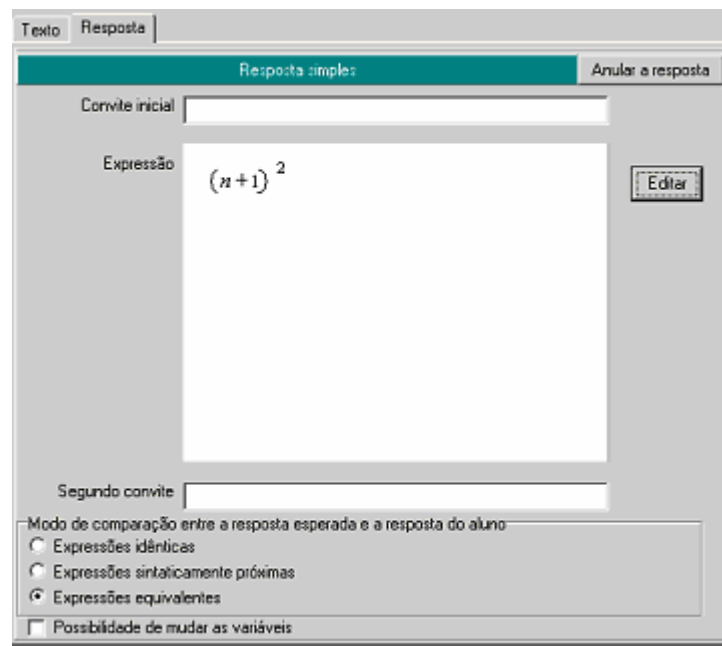 Texto Resposta
Resposta simples Anular a resposta
Convite inicial
Expressão (n+1)² Editar
Segundo convite
Modo de comparação entre a resposta esperada e a resposta do aluno
Expressões idênticas
Expressões sintaticamente próximas
Expressões equivalentes
Possibilidade de mudar as variáveis